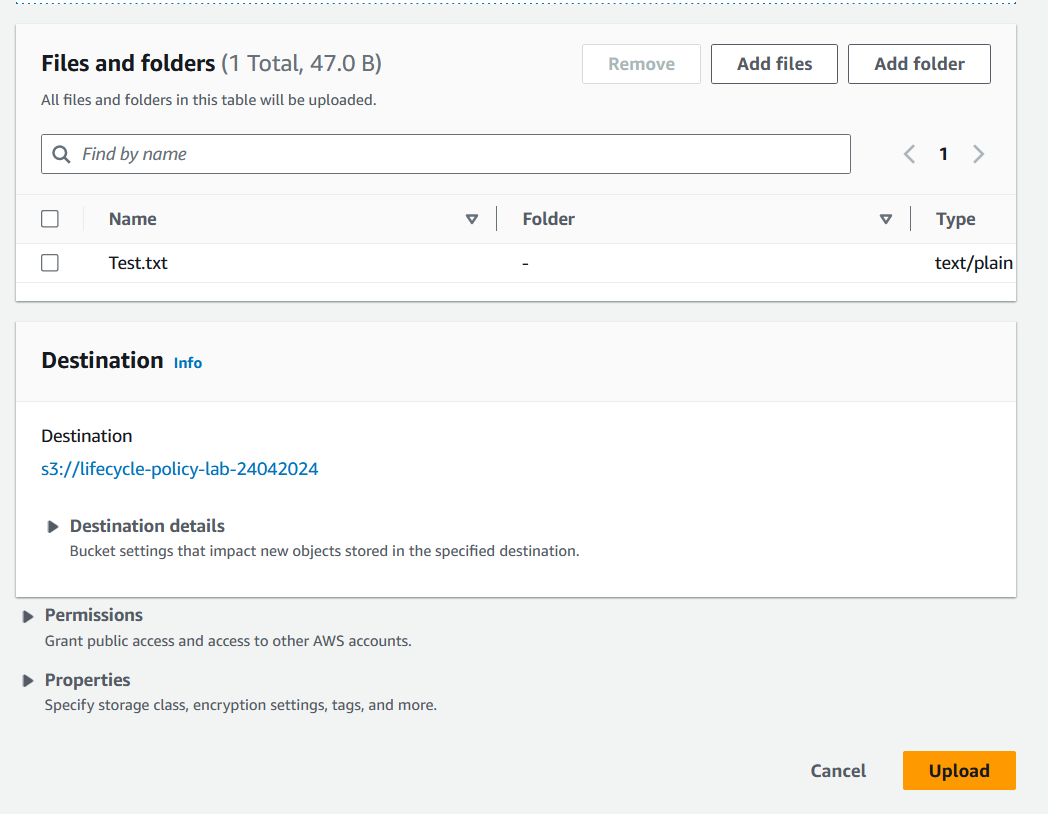 Files and folders (1 Total, 47.0 B)
Remove
Add files
Add folder
All files and folders in this table will be uploaded.
Find by name
1
Name
Folder
Type
Test.txt
-
text/plain
Destination Info
Destination
s3://lifecycle-policy-lab-24042024
Destination details
Bucket settings that impact new objects stored in the specified destination.
Permissions
Grant public access and access to other AWS accounts.
Properties
Specify storage class, encryption settings, tags, and more.
Cancel
Upload